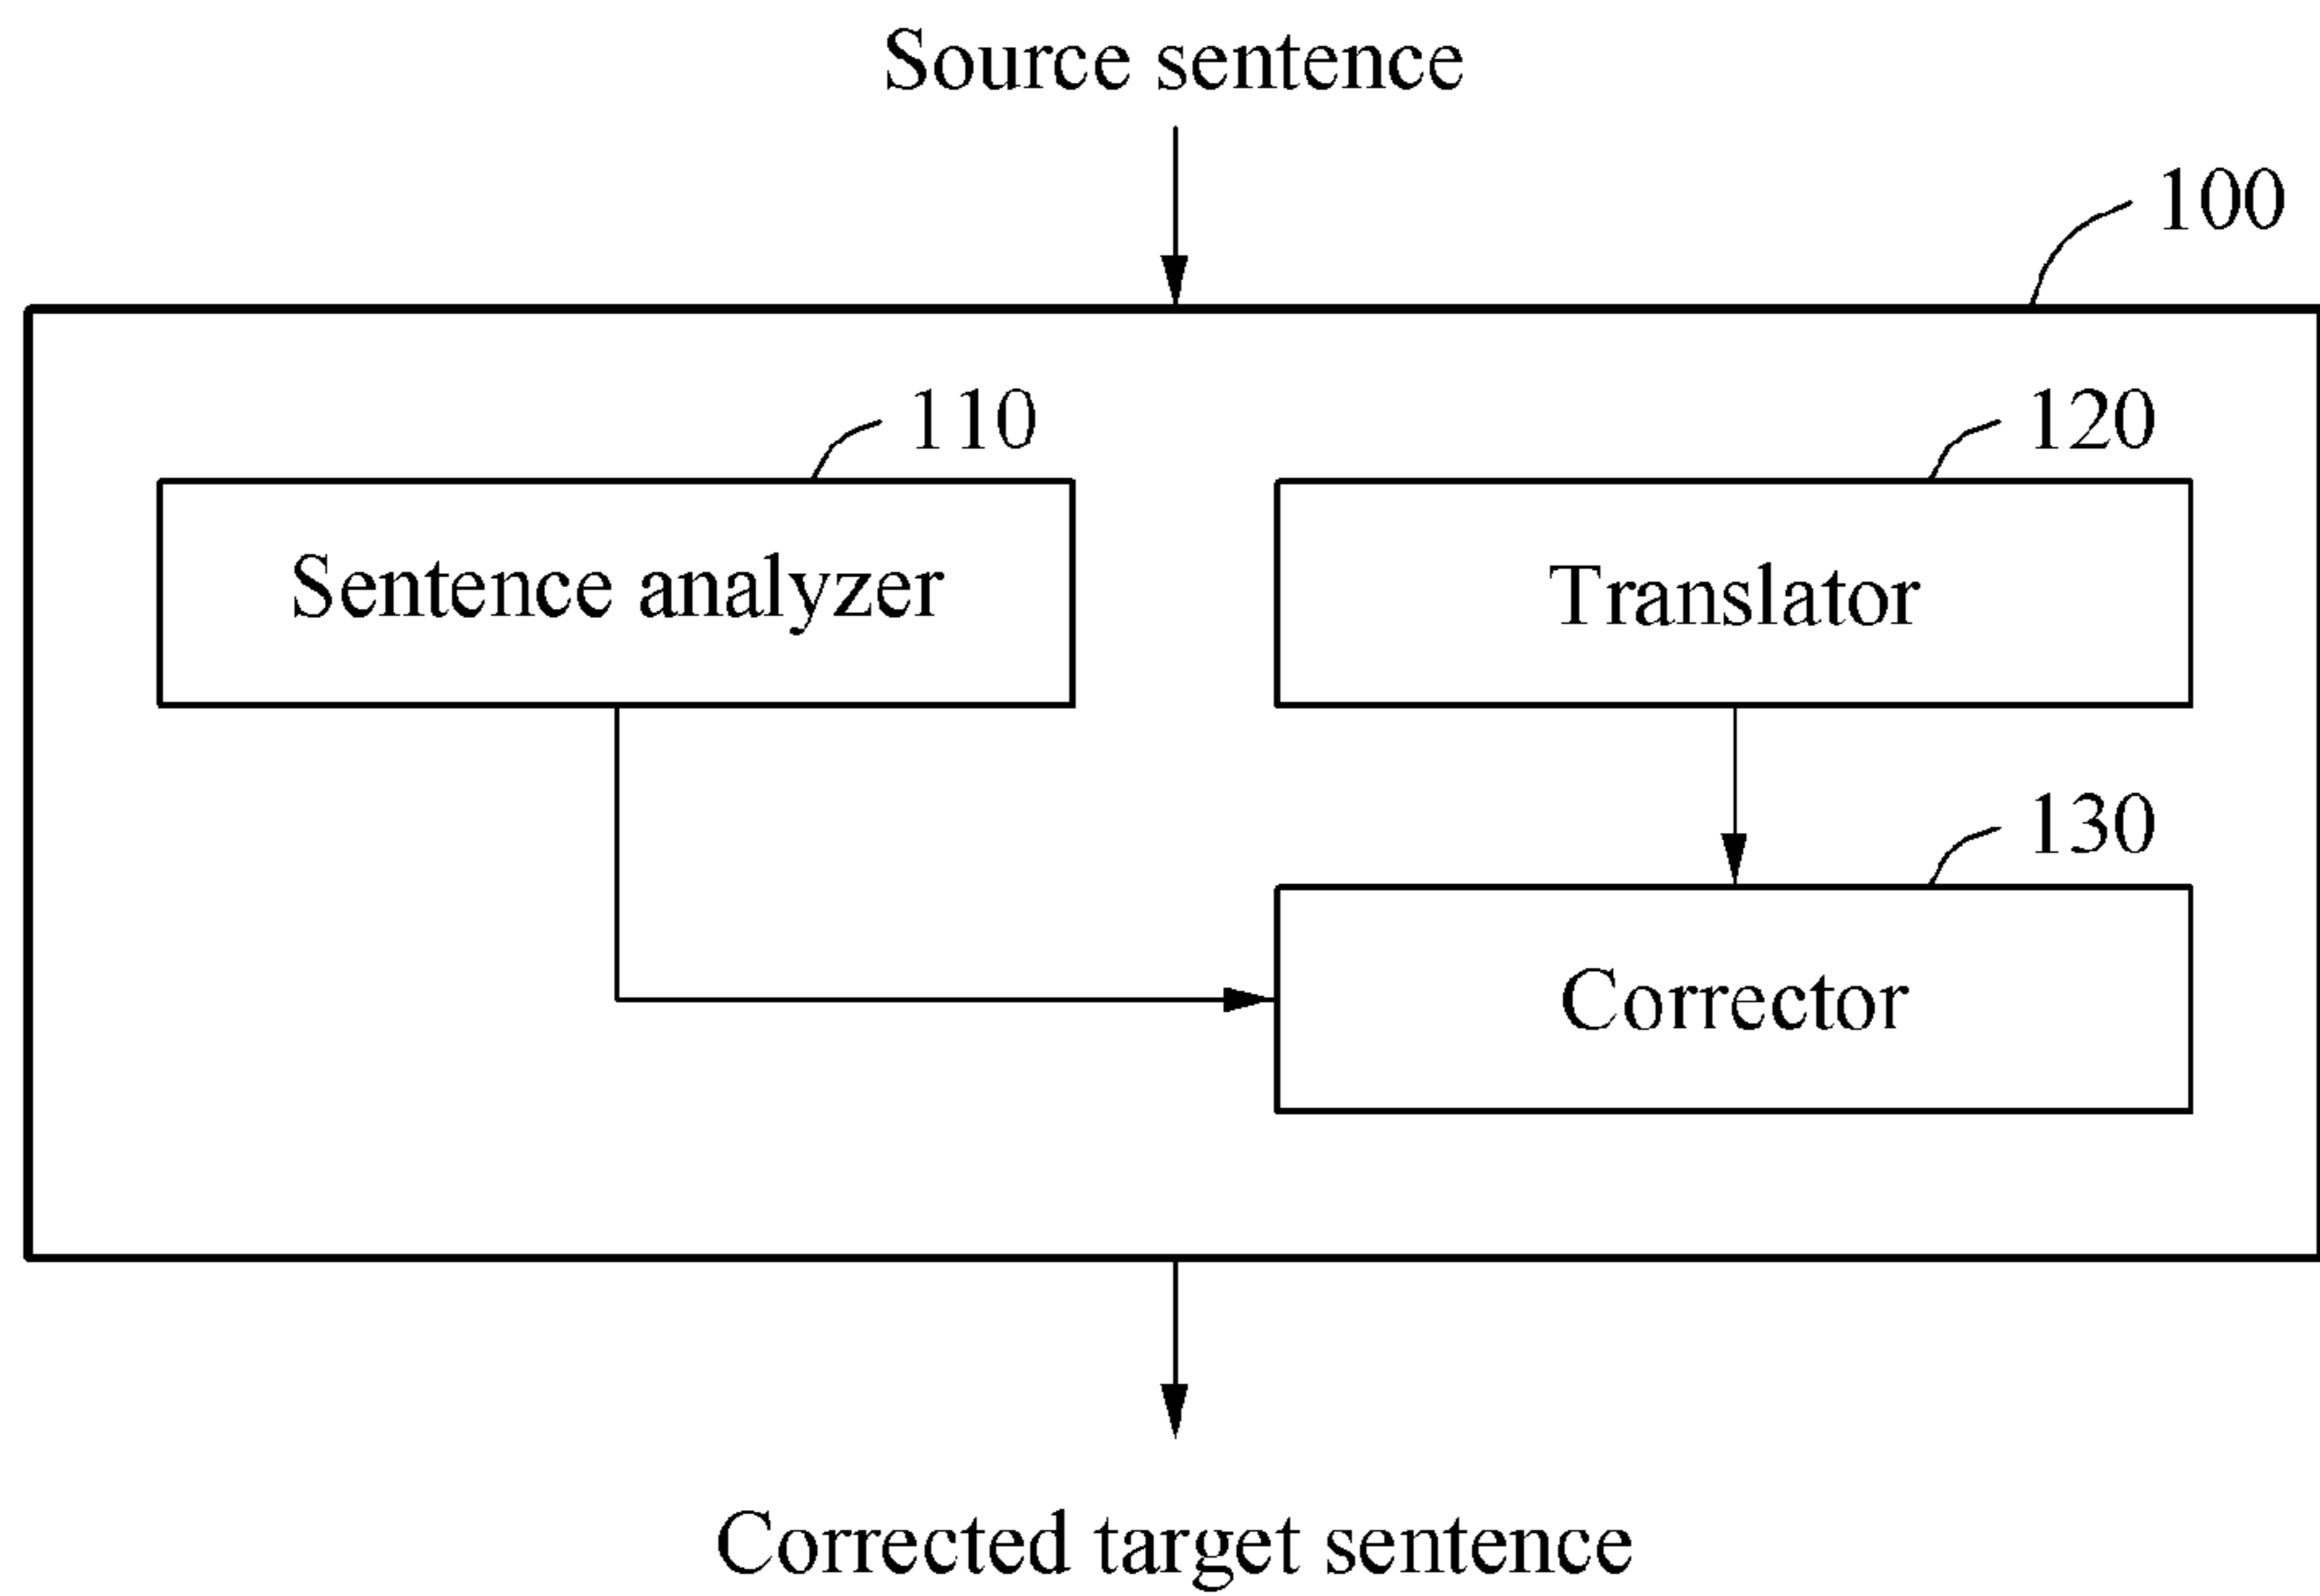 Source sentence
100
110
120
Sentence analyzer
Translator
130
Corrector
Corrected target sentence